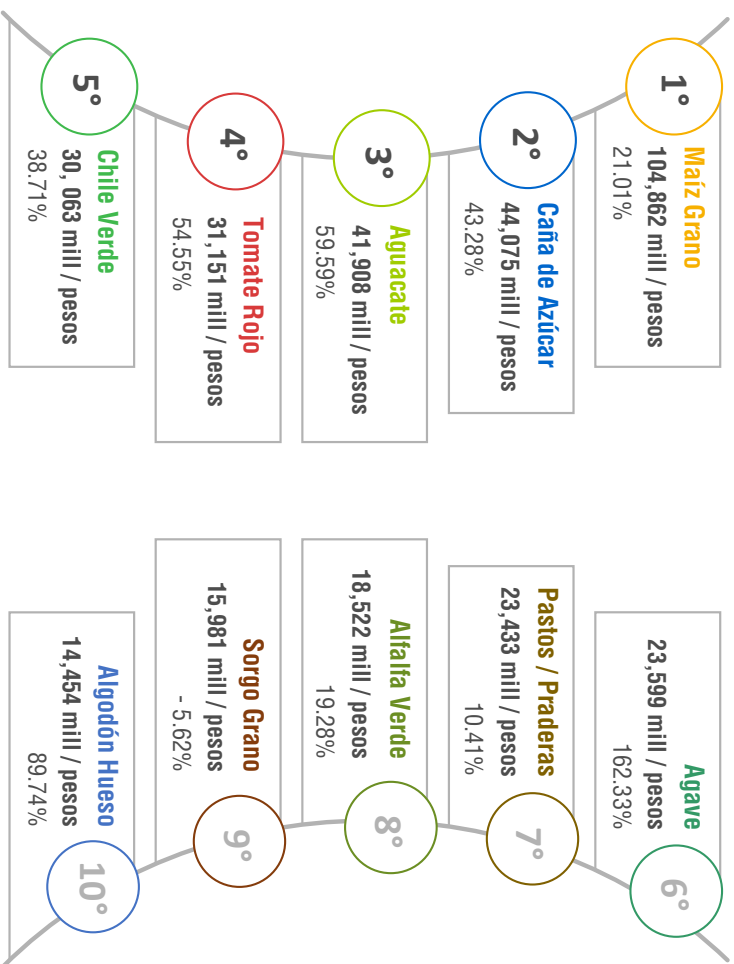 1°
Maíz Grano
104,862 mill / pesos
21.01%
2°
Caña de Azúcar
44,075 mill / pesos
43.28%
3°
Aguacate
41,908 mill / pesos
59.59%
4°
Tomate Rojo
31,151 mill / pesos
54.55%
5°
Chile Verde
30, 063 mill / pesos
38.71%
6°
Agave
23,599 mill / pesos
162.33%
7°
Pastos / Praderas
23,433 mill / pesos
10.41%
8°
Alfalfa Verde
18,522 mill / pesos
19.28%
9°
Sorgo Grano
15,981 mill / pesos
- 5.62%
10°
Algodón Hueso
14,454 mill / pesos
89.74%